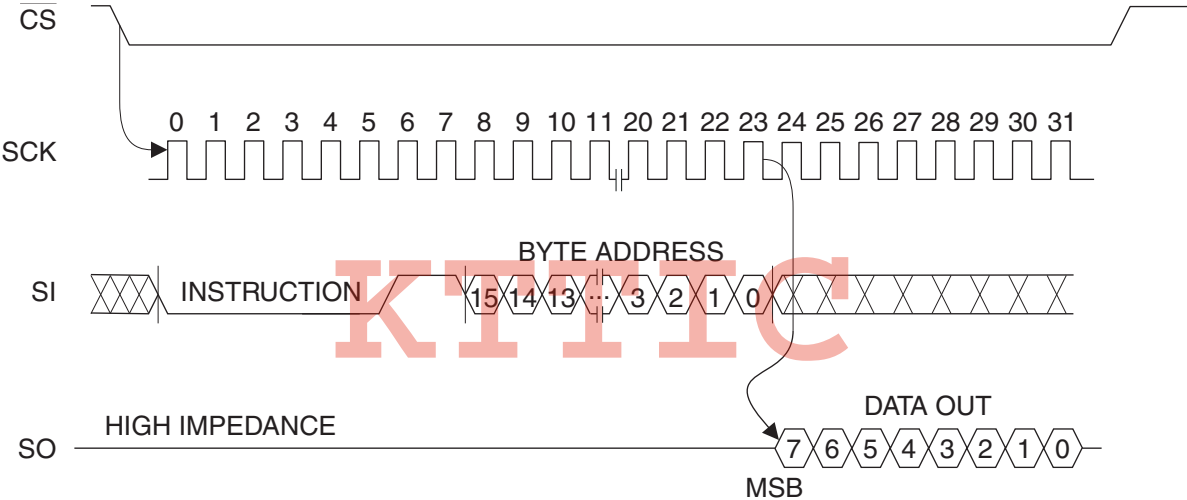 CS
0 1 2 3 4 5 6 7 8 9 10 11 20 21 22 23 24 25 26 27 28 29 30 31
SCK
BYTE ADDRESS
SI INSTRUCTION 15 14 13 ... 3 2 1 0
KTTIC
DATA OUT
HIGH IMPEDANCE
SO 7 6 5 4 3 2 1 0
MSB